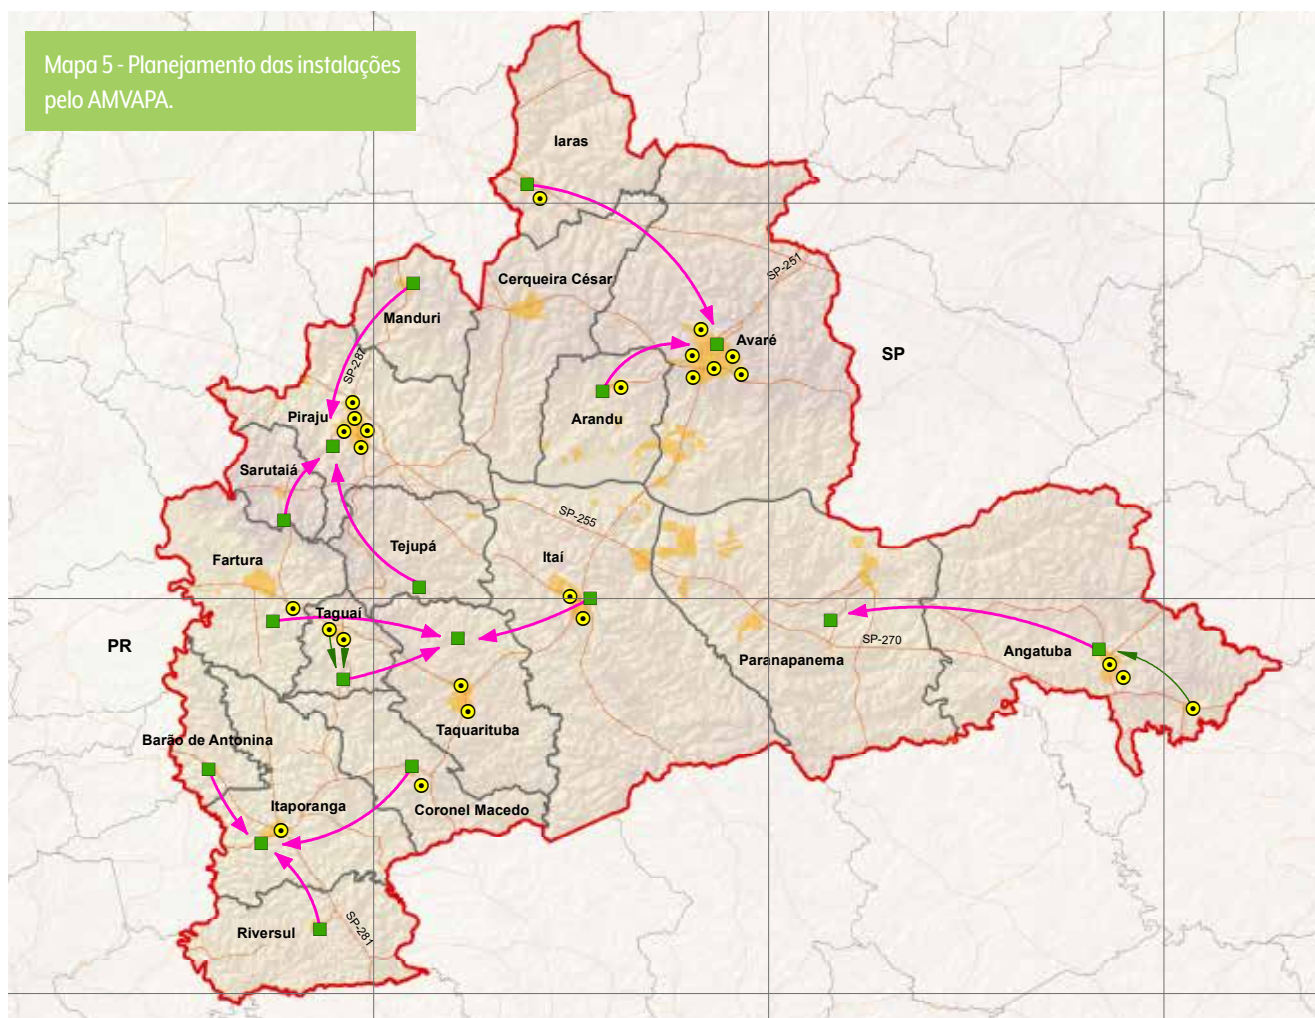 Mapa 5 - Planejamento das instalações
pelo AMVAPA.
Iaras
SP-251
Cerqueira César
Manduri
Avaré
SP
SP-287
Piraju
Arandu
Sarutaiá
SP-255
Tejupá
Itaí
Fartura
Taguaí
PR
SP-270
Angatuba
Paranapanema
Taquarituba
Barão de Antonina
Itaporanga
Coronel Macedo
Riversul
SP-281